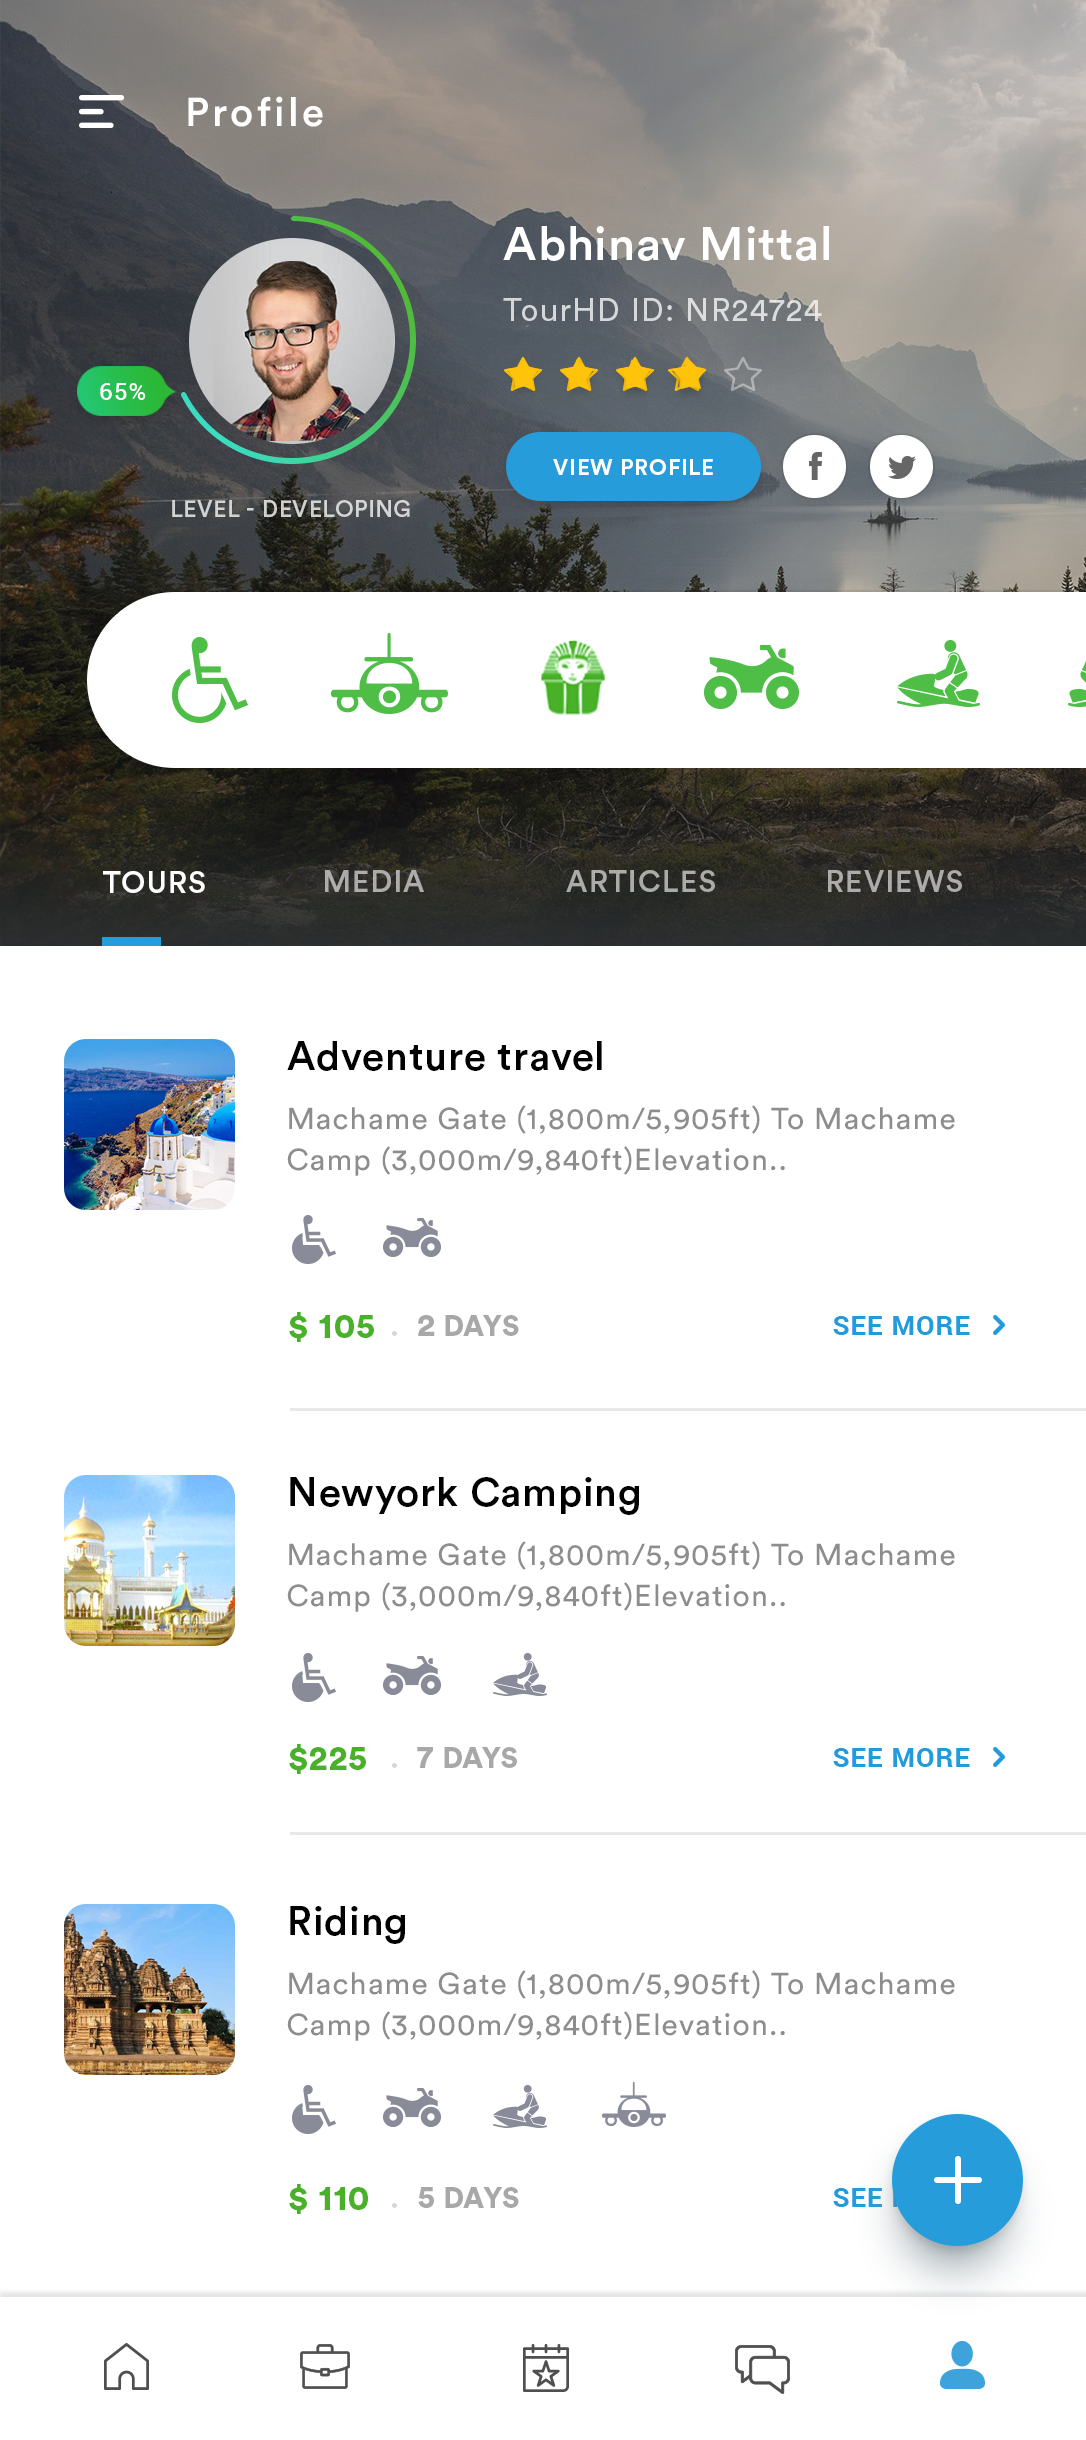 Profile
Abhinav Mittal
TourHD ID: NR24724
65%
VIEW PROFILE
LEVEL - DEVELOPING
TOURS MEDIA ARTICLES REVIEWS
Adventure travel
Machame Gate (1,800m/5,905ft) To Machame
Camp (3,000m/9,840ft)Elevation..
$ 105 . 2 DAYS SEE MORE
Newyork Camping
Machame Gate (1,800m/5,905ft) To Machame
Camp (3,000m/9,840ft)Elevation..
$225 . 7 DAYS SEE MORE
Riding
Machame Gate (1,800m/5,905ft) To Machame
Camp (3,000m/9,840ft)Elevation..
$ 110 . 5 DAYS SEE